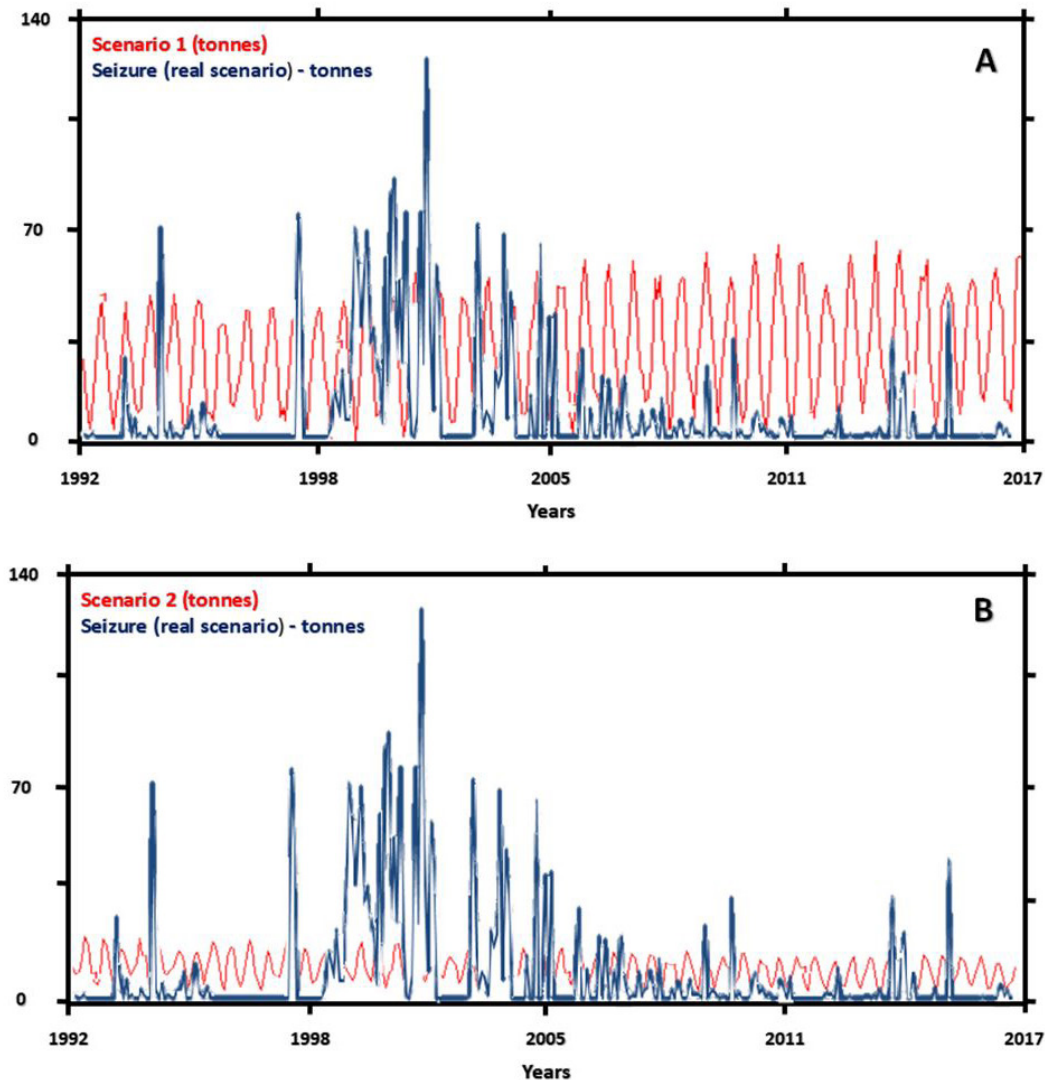 140
Scenario 1 (tonnes)
Seizure (real scenario) - tonnes
A
70
0
1992 1998 2005 2011 2017
Years
140
Scenario 2 (tonnes)
Seizure (real scenario) - tonnes
B
70
0
1992 1998 2005 2011 2017
Years